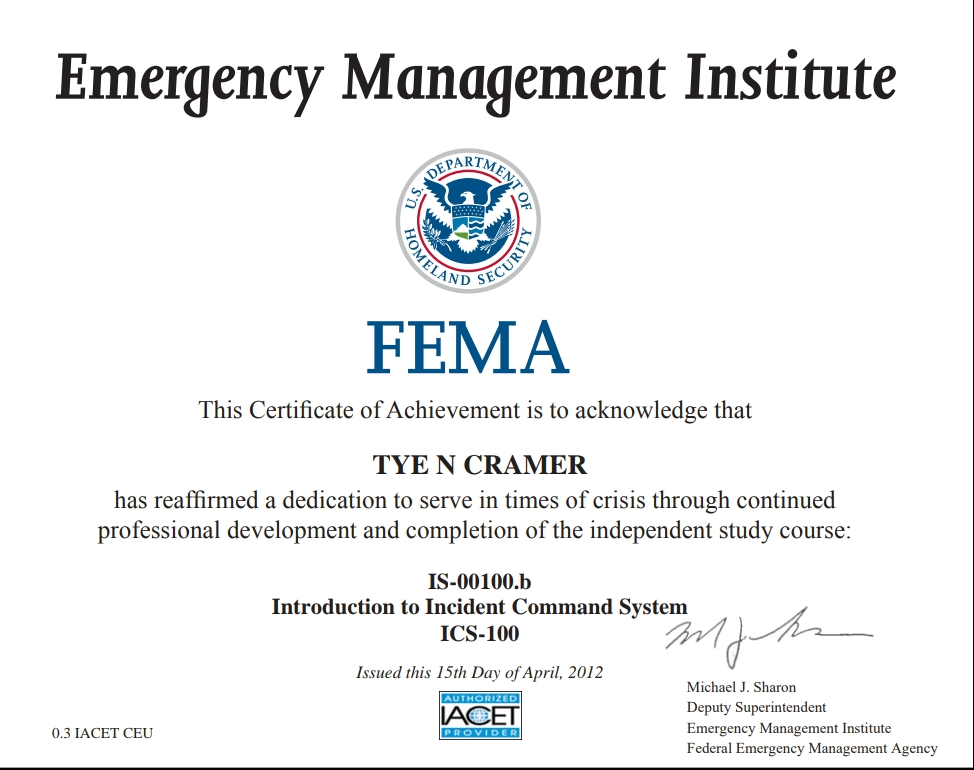 Emergency Management Institute
U.S. DEPARTMENT OF
HOMELAND SECURITY
FEMA
This Certificate of Achievement is to acknowledge that
TYE N CRAMER
has reaffirmed a dedication to serve in times of crisis through continued
professional development and completion of the independent study course:
IS-00100.b
Introduction to Incident Command System
ICS-100
Issued this 15th Day of April, 2012
AUTHORIZED
IACET
PROVIDER
0.3 IACET CEU
Michael J. Sharon
Deputy Superintendent
Emergency Management Institute
Federal Emergency Management Agency